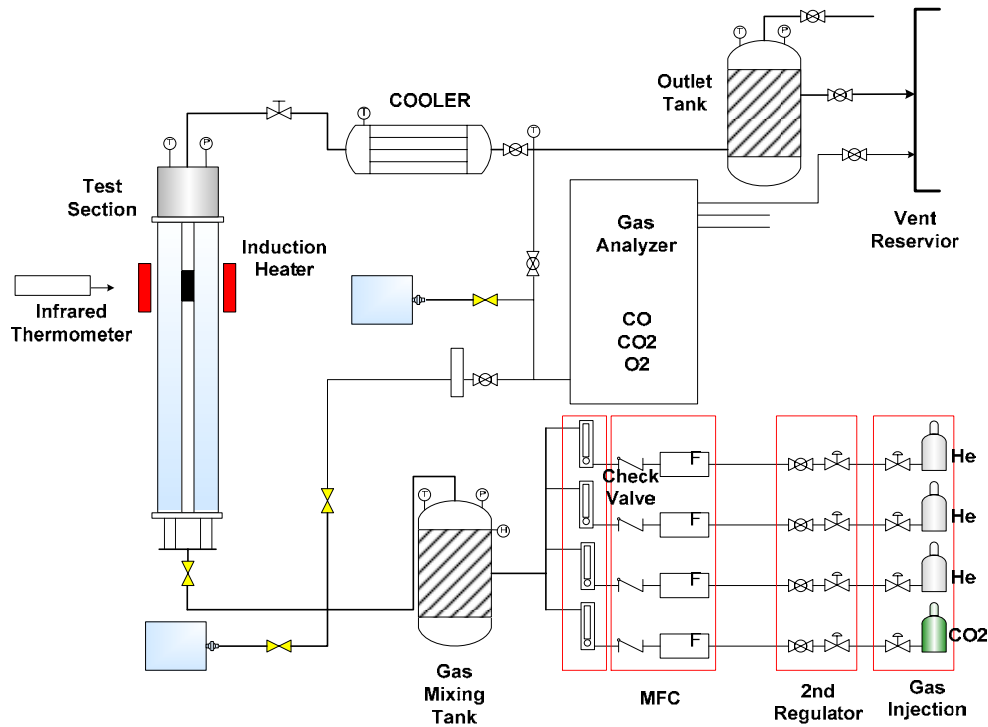 T
P
Outlet
Tank
COOLER
T
T
T
P
Test
Section
Gas
Analyzer
Vent
Reservior
Induction
Heater
Infrared
Thermometer
CO
CO2
O2
F
He
Check
Valve
T
P
H
F
He
F
He
F
CO2
Gas
Mixing
Tank
MFC
2nd
Regulator
Gas
Injection